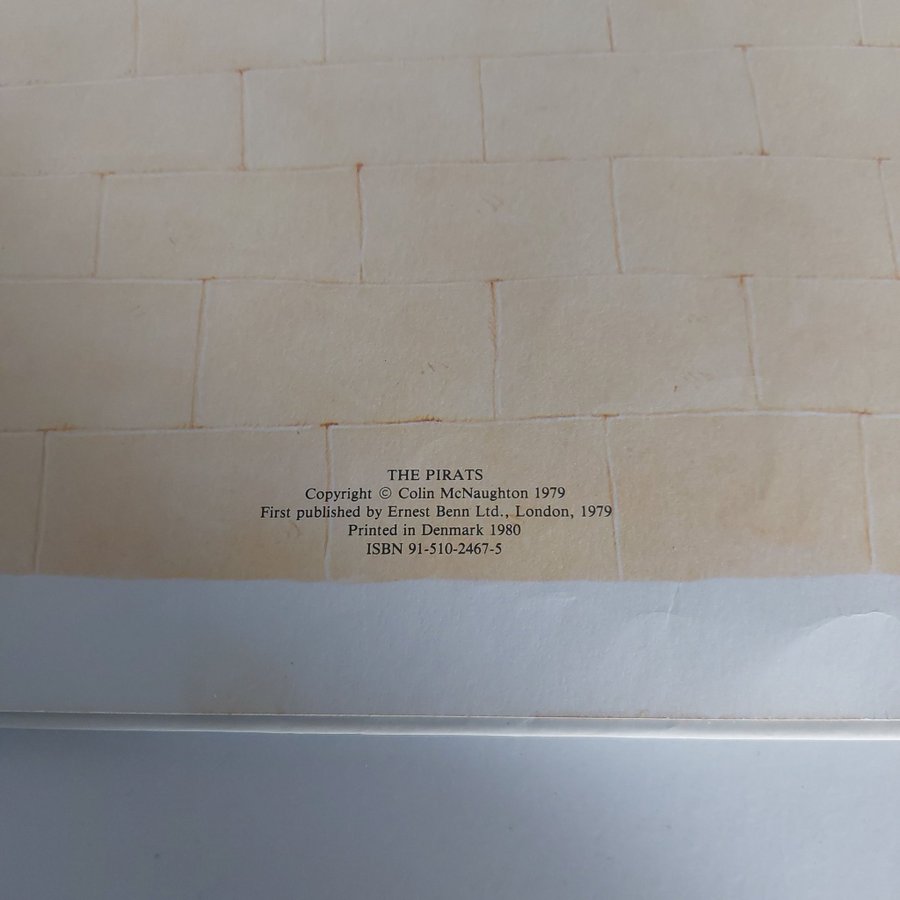 THE PIRATS
Copyright © Colin McNaughton 1979
First published by Ernest Benn Ltd., London, 1979
Printed in Denmark 1980
ISBN 91-510-2467-5